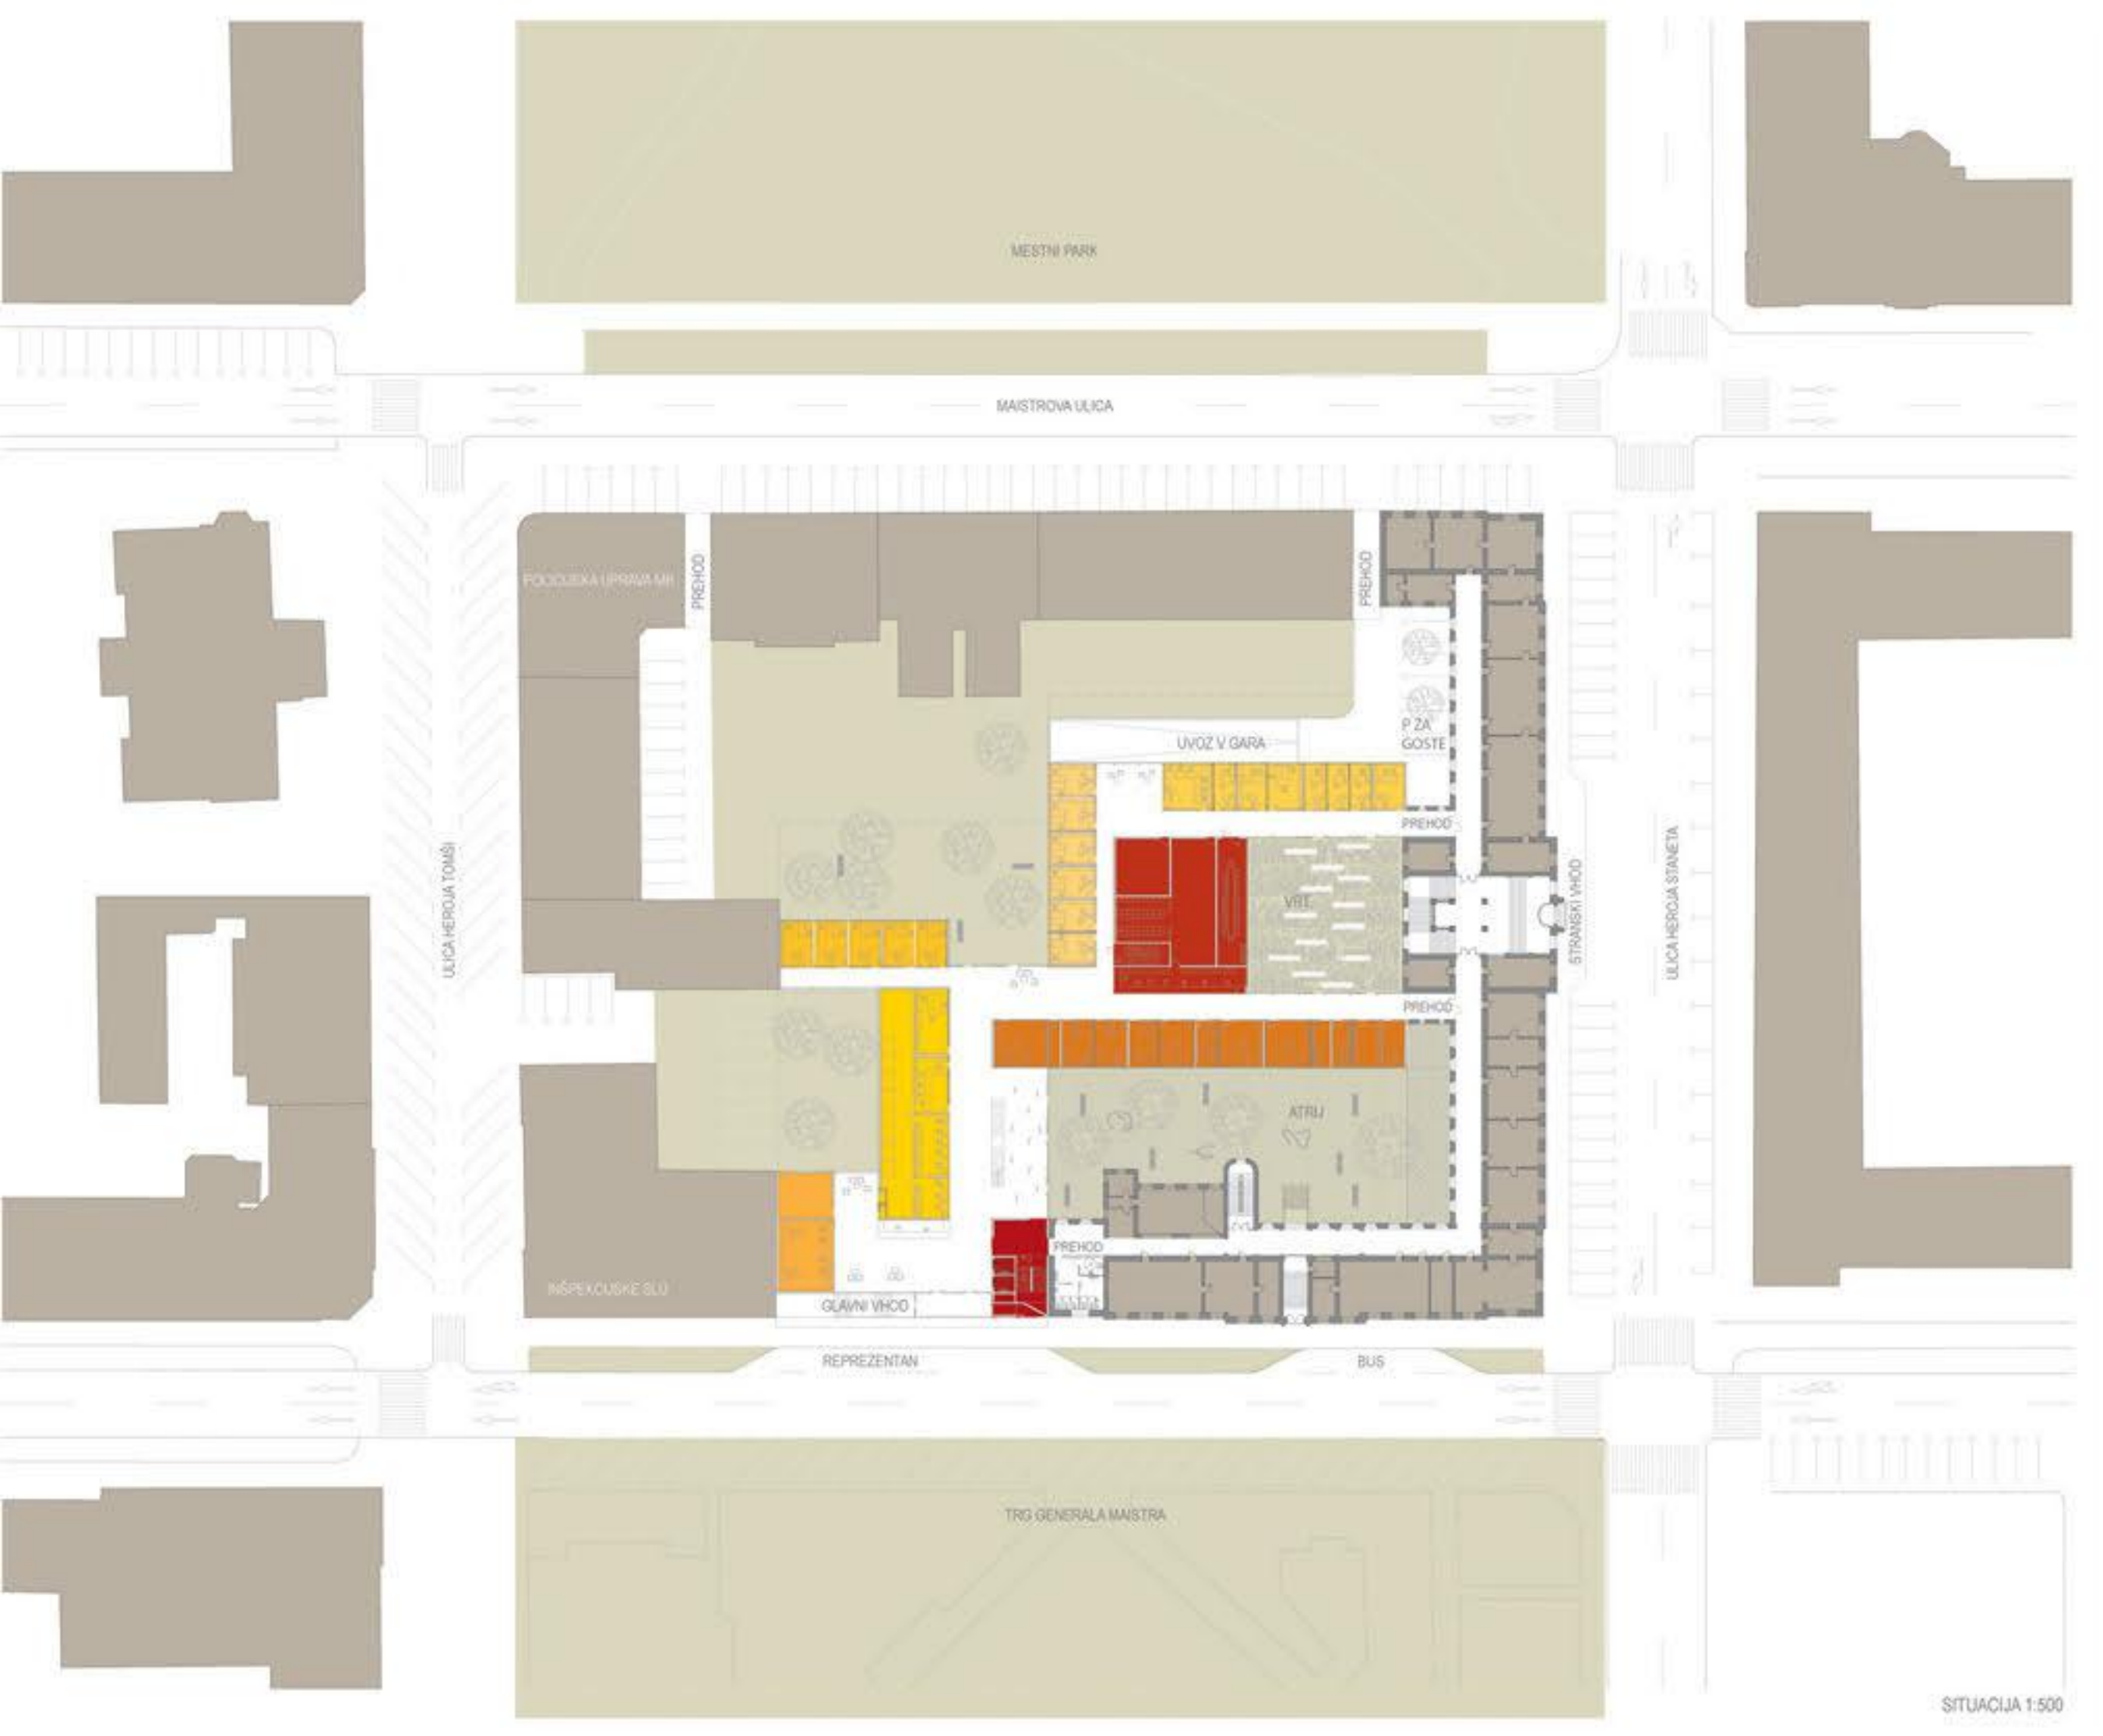 MESTNI PARK
MAISTROVA ULICA
POLICIJSKA UPRAVA MB
PREHOD
PREHOD
P ZA
GOSTE
UVOZ V GARA
PREHOD
VRT
STRANSKI VHOD
ULICA HEROJA STANETA
ULICA HEROJA TOMŠI
PREHOD
ATRIJ
PREHOD
INŠPEKCIJSKE SLU
GLAVNI VHOD
REPREZENTAN
BUS
TRG GENERALA MAISTRA
SITUACIJA 1:500